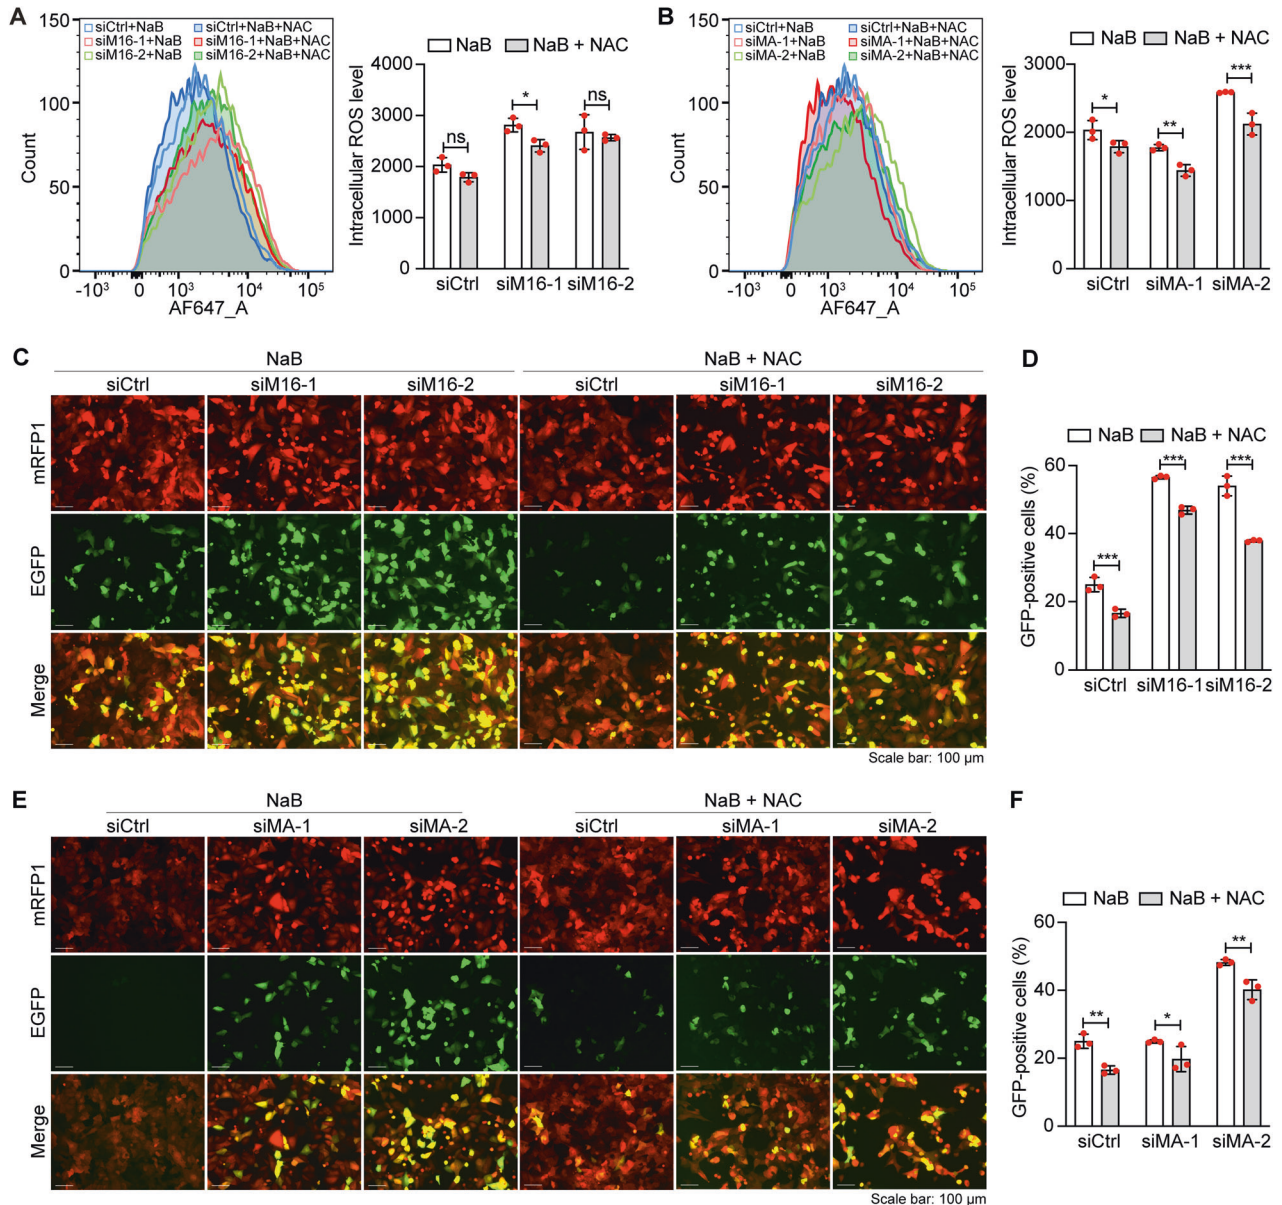 A
150
100
50
0
Count
siCtrl+NaB siCtrl+NaB+NAC
siM16-1+NaB siM16-1+NaB+NAC
siM16-2+NaB siM16-2+NaB+NAC
-10³ 0 10³ 10⁴ 10⁵
AF647_A
NaB NaB + NAC
Intracellular ROS level
4000
3000
2000
1000
0
ns * ns
siCtrl siM16-1 siM16-2
B
150
100
50
0
Count
siCtrl+NaB siCtrl+NaB+NAC
siMA-1+NaB siMA-1+NaB+NAC
siMA-2+NaB siMA-2+NaB+NAC
-10³ 0 10³ 10⁴ 10⁵
AF647_A
NaB NaB + NAC
Intracellular ROS level
3000
2000
1000
0
* ** ***
siCtrl siMA-1 siMA-2
C
NaB NaB + NAC
siCtrl siM16-1 siM16-2 siCtrl siM16-1 siM16-2
mRFP1
EGFP
Merge
Scale bar: 100 µm
D
NaB NaB + NAC
GFP-positive cells (%)
60
40
20
0
*** *** ***
siCtrl siM16-1 siM16-2
E
NaB NaB + NAC
siCtrl siMA-1 siMA-2 siCtrl siMA-1 siMA-2
mRFP1
EGFP
Merge
Scale bar: 100 µm
F
NaB NaB + NAC
GFP-positive cells (%)
60
40
20
0
** * **
siCtrl siMA-1 siMA-2